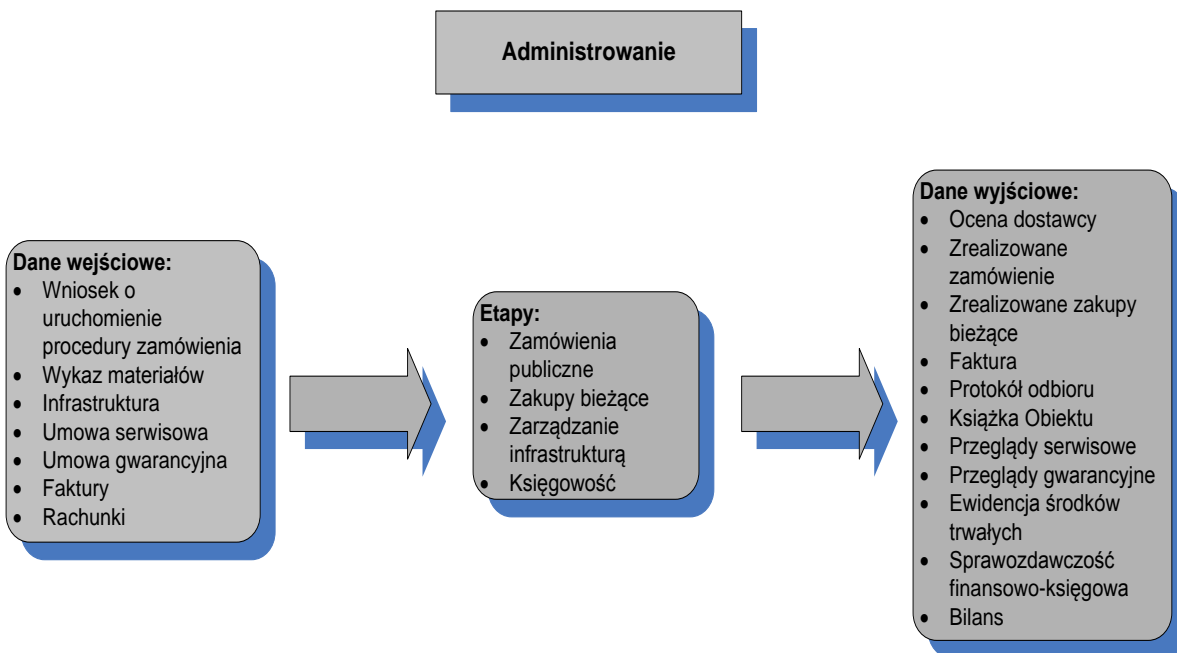 Administrowanie
Dane wejściowe:
• Wniosek o
uruchomienie
procedury zamówienia
• Wykaz materiałów
• Infrastruktura
• Umowa serwisowa
• Umowa gwarancyjna
• Faktury
• Rachunki
Etapy:
• Zamówienia
publiczne
• Zakupy bieżące
• Zarządzanie
infrastrukturą
• Księgowość
Dane wyjściowe:
• Ocena dostawcy
• Zrealizowane
zamówienie
• Zrealizowane zakupy
bieżące
• Faktura
• Protokół odbioru
• Książka Obiektu
• Przeglądy serwisowe
• Przeglądy gwarancyjne
• Ewidencja środków
trwałych
• Sprawozdawczość
finansowo-księgowa
• Bilans